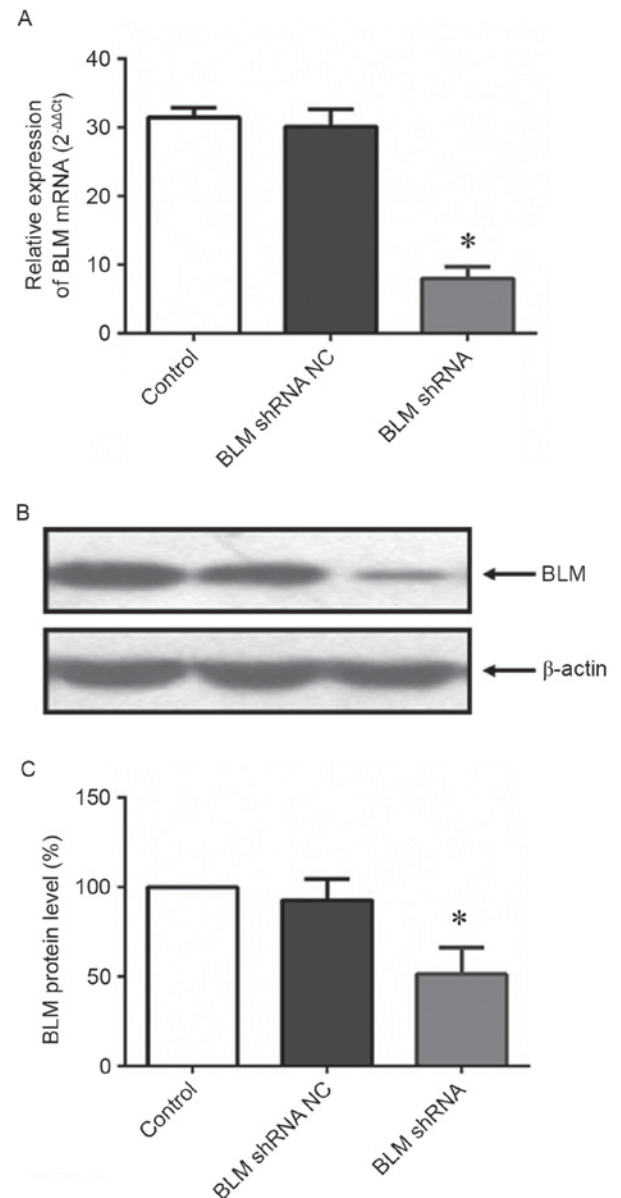 A
Relative expression
of BLM mRNA (2-ΔΔCt)
40
30
20
10
0
*
Control
BLM shRNA NC
BLM shRNA
B
BLM
β-actin
C
BLM protein level (%)
150
100
50
0
*
Control
BLM shRNA NC
BLM shRNA